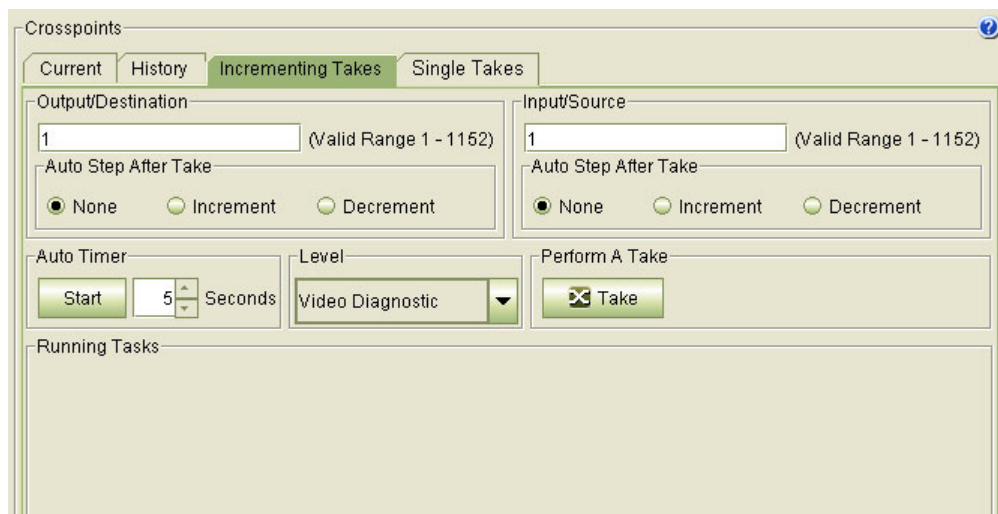 Crosspoints
?
Current History Incrementing Takes Single Takes
Output/Destination
1 (Valid Range 1 - 1152)
Auto Step After Take
None Increment Decrement
Input/Source
1 (Valid Range 1 - 1152)
Auto Step After Take
None Increment Decrement
Auto Timer
Start 5 Seconds
Level
Video Diagnostic
Perform A Take
Take
Running Tasks